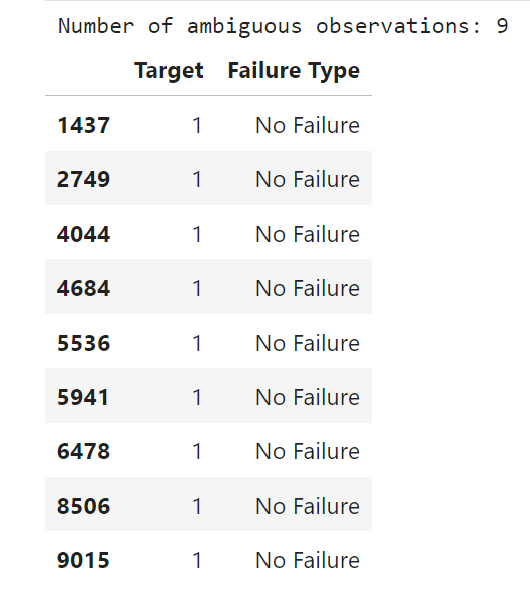 Number of ambiguous observations: 9
Target Failure Type
1437 1 No Failure
2749 1 No Failure
4044 1 No Failure
4684 1 No Failure
5536 1 No Failure
5941 1 No Failure
6478 1 No Failure
8506 1 No Failure
9015 1 No Failure